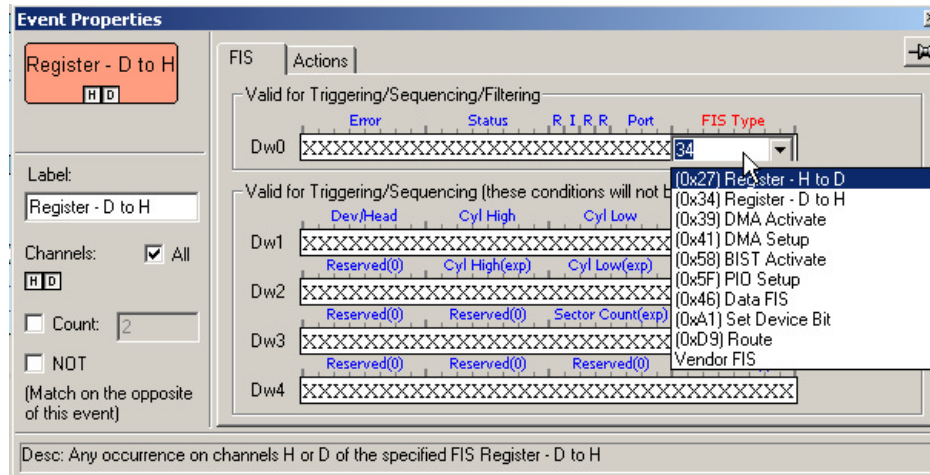 Event Properties
Register - D to H
H D
Label:
Register - D to H
Channels: All
H D
Count: 2
NOT
(Match on the opposite
of this event)
FIS Actions
Valid for Triggering/Sequencing/Filtering
Error Status R I R R Port FIS Type
Dw0 XXXXXXXXXXXXXXXXXXXXXXXX 34
(0x27) Register - H to D
(0x34) Register - D to H
(0x39) DMA Activate
(0x41) DMA Setup
(0x58) BIST Activate
(0x5F) PIO Setup
(0x46) Data FIS
(0xA1) Set Device Bit
(0xD9) Route
Vendor FIS
Valid for Triggering/Sequencing (these conditions will not b
Dev/Head Cyl High Cyl Low
Dw1 XXXXXXXXXXXXXXXXXXXXXXXX
Reserved(0) Cyl High(exp) Cyl Low(exp)
Dw2 XXXXXXXXXXXXXXXXXXXXXXXX
Reserved(0) Reserved(0) Sector Count(exp)
Dw3 XXXXXXXXXXXXXXXXXXXXXXXX
Reserved(0) Reserved(0) Reserved(0)
Dw4 XXXXXXXXXXXXXXXXXXXXXXXXXXXXXXXX
Desc: Any occurrence on channels H or D of the specified FIS Register - D to H